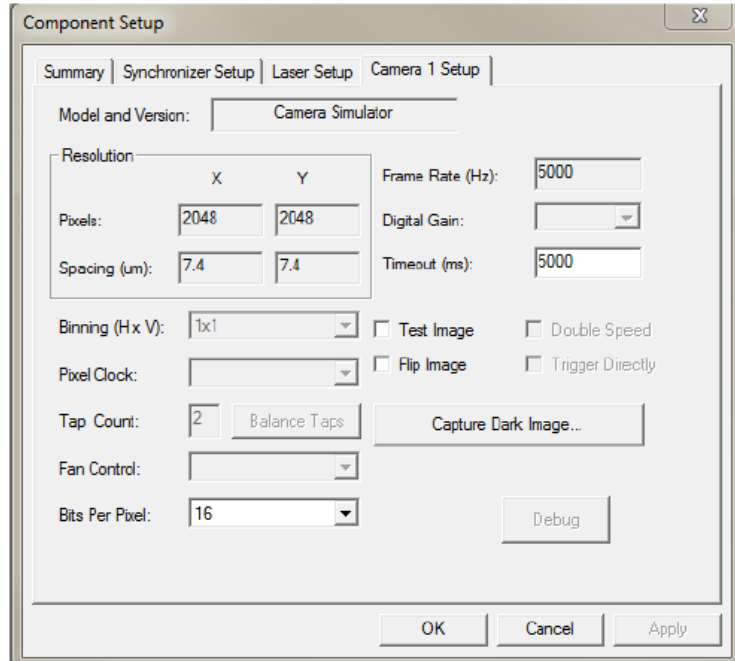 Component Setup
Summary Synchronizer Setup Laser Setup Camera 1 Setup
Model and Version: Camera Simulator
Resolution
X Y
Pixels: 2048 2048
Spacing (um): 7.4 7.4
Frame Rate (Hz): 5000
Digital Gain:
Timeout (ms): 5000
Binning (H x V): 1x1
Pixel Clock:
Tap Count: 2 Balance Taps
Fan Control:
Bits Per Pixel: 16
Test Image Double Speed
Flip Image Trigger Directly
Capture Dark Image...
Debug
OK Cancel Apply